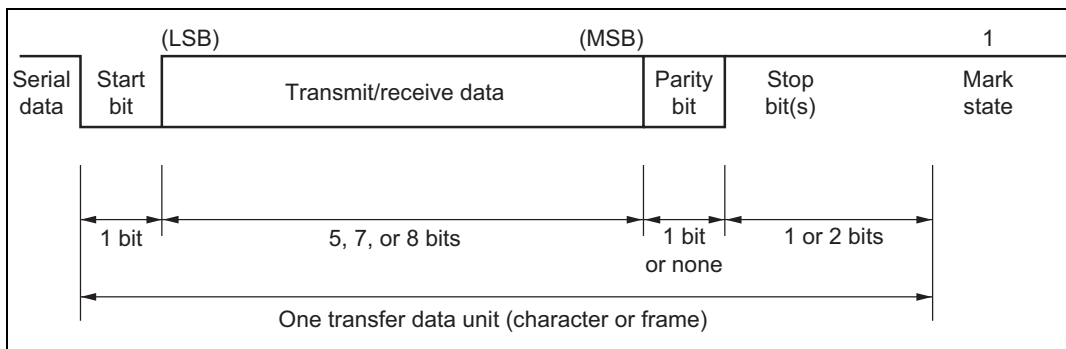 (LSB) (MSB) 1
Serial Start Transmit/receive data Parity Stop Mark
data bit bit bit(s) state
1 bit 5, 7, or 8 bits 1 bit 1 or 2 bits
or none
One transfer data unit (character or frame)